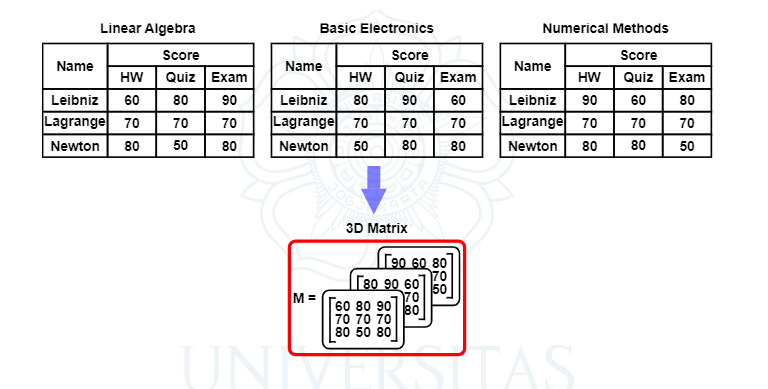 Linear Algebra Basic Electronics Numerical Methods
Name Score Name Score Name Score
HW Quiz Exam HW Quiz Exam HW Quiz Exam
Leibniz 60 80 90 Leibniz 80 90 60 Leibniz 90 60 80
Lagrange 70 70 70 Lagrange 70 70 70 Lagrange 70 70 70
Newton 80 50 80 Newton 50 80 80 Newton 80 80 50
3D Matrix
90 60 80
70
50
80 90 60
70
80
M =
60 80 90
70 70 70
80 50 80
JOGJAKARTA
UNIVERSITAS